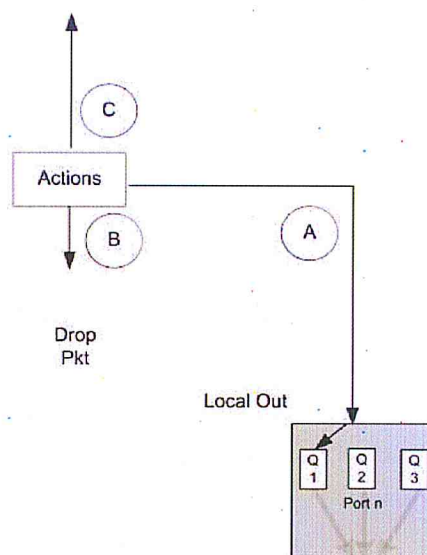 C
Actions
B
A
Drop
Pkt
Local Out
Q Q Q
1 2 3
Port n